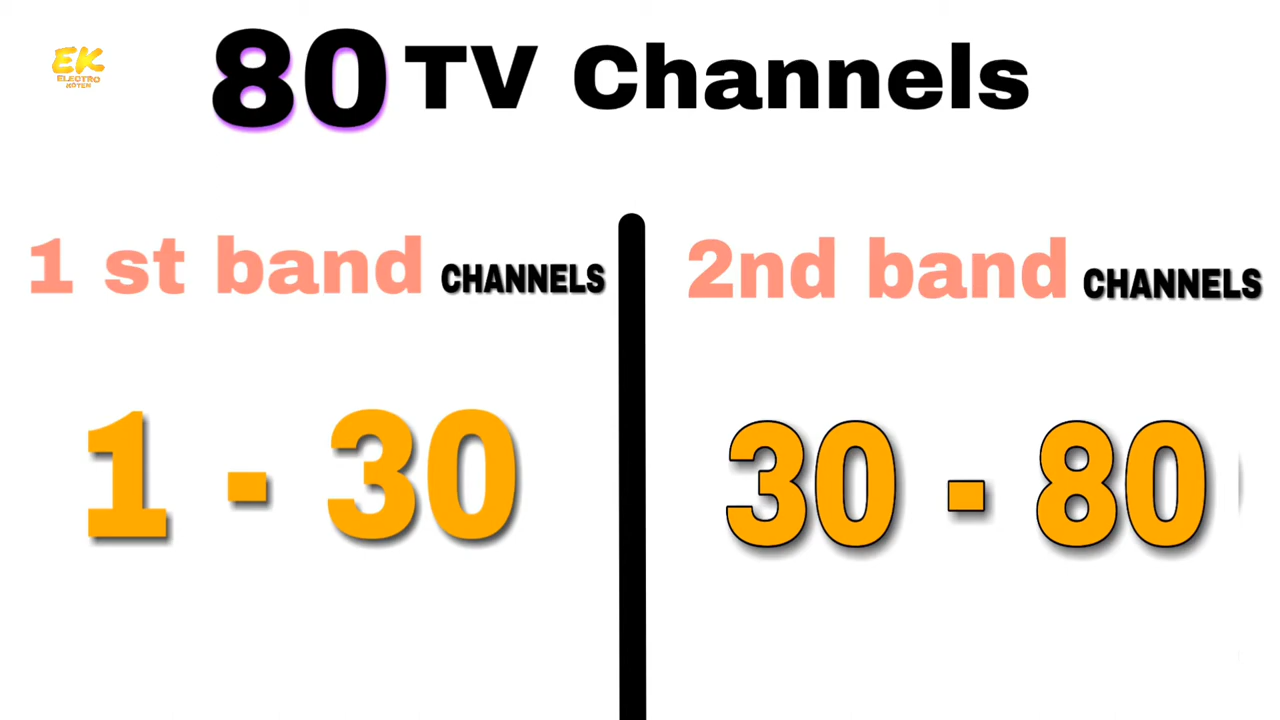 EK
ELECTRO
80 TV Channels
1 st band CHANNELS
2nd band CHANNELS
1 - 30
30 - 80